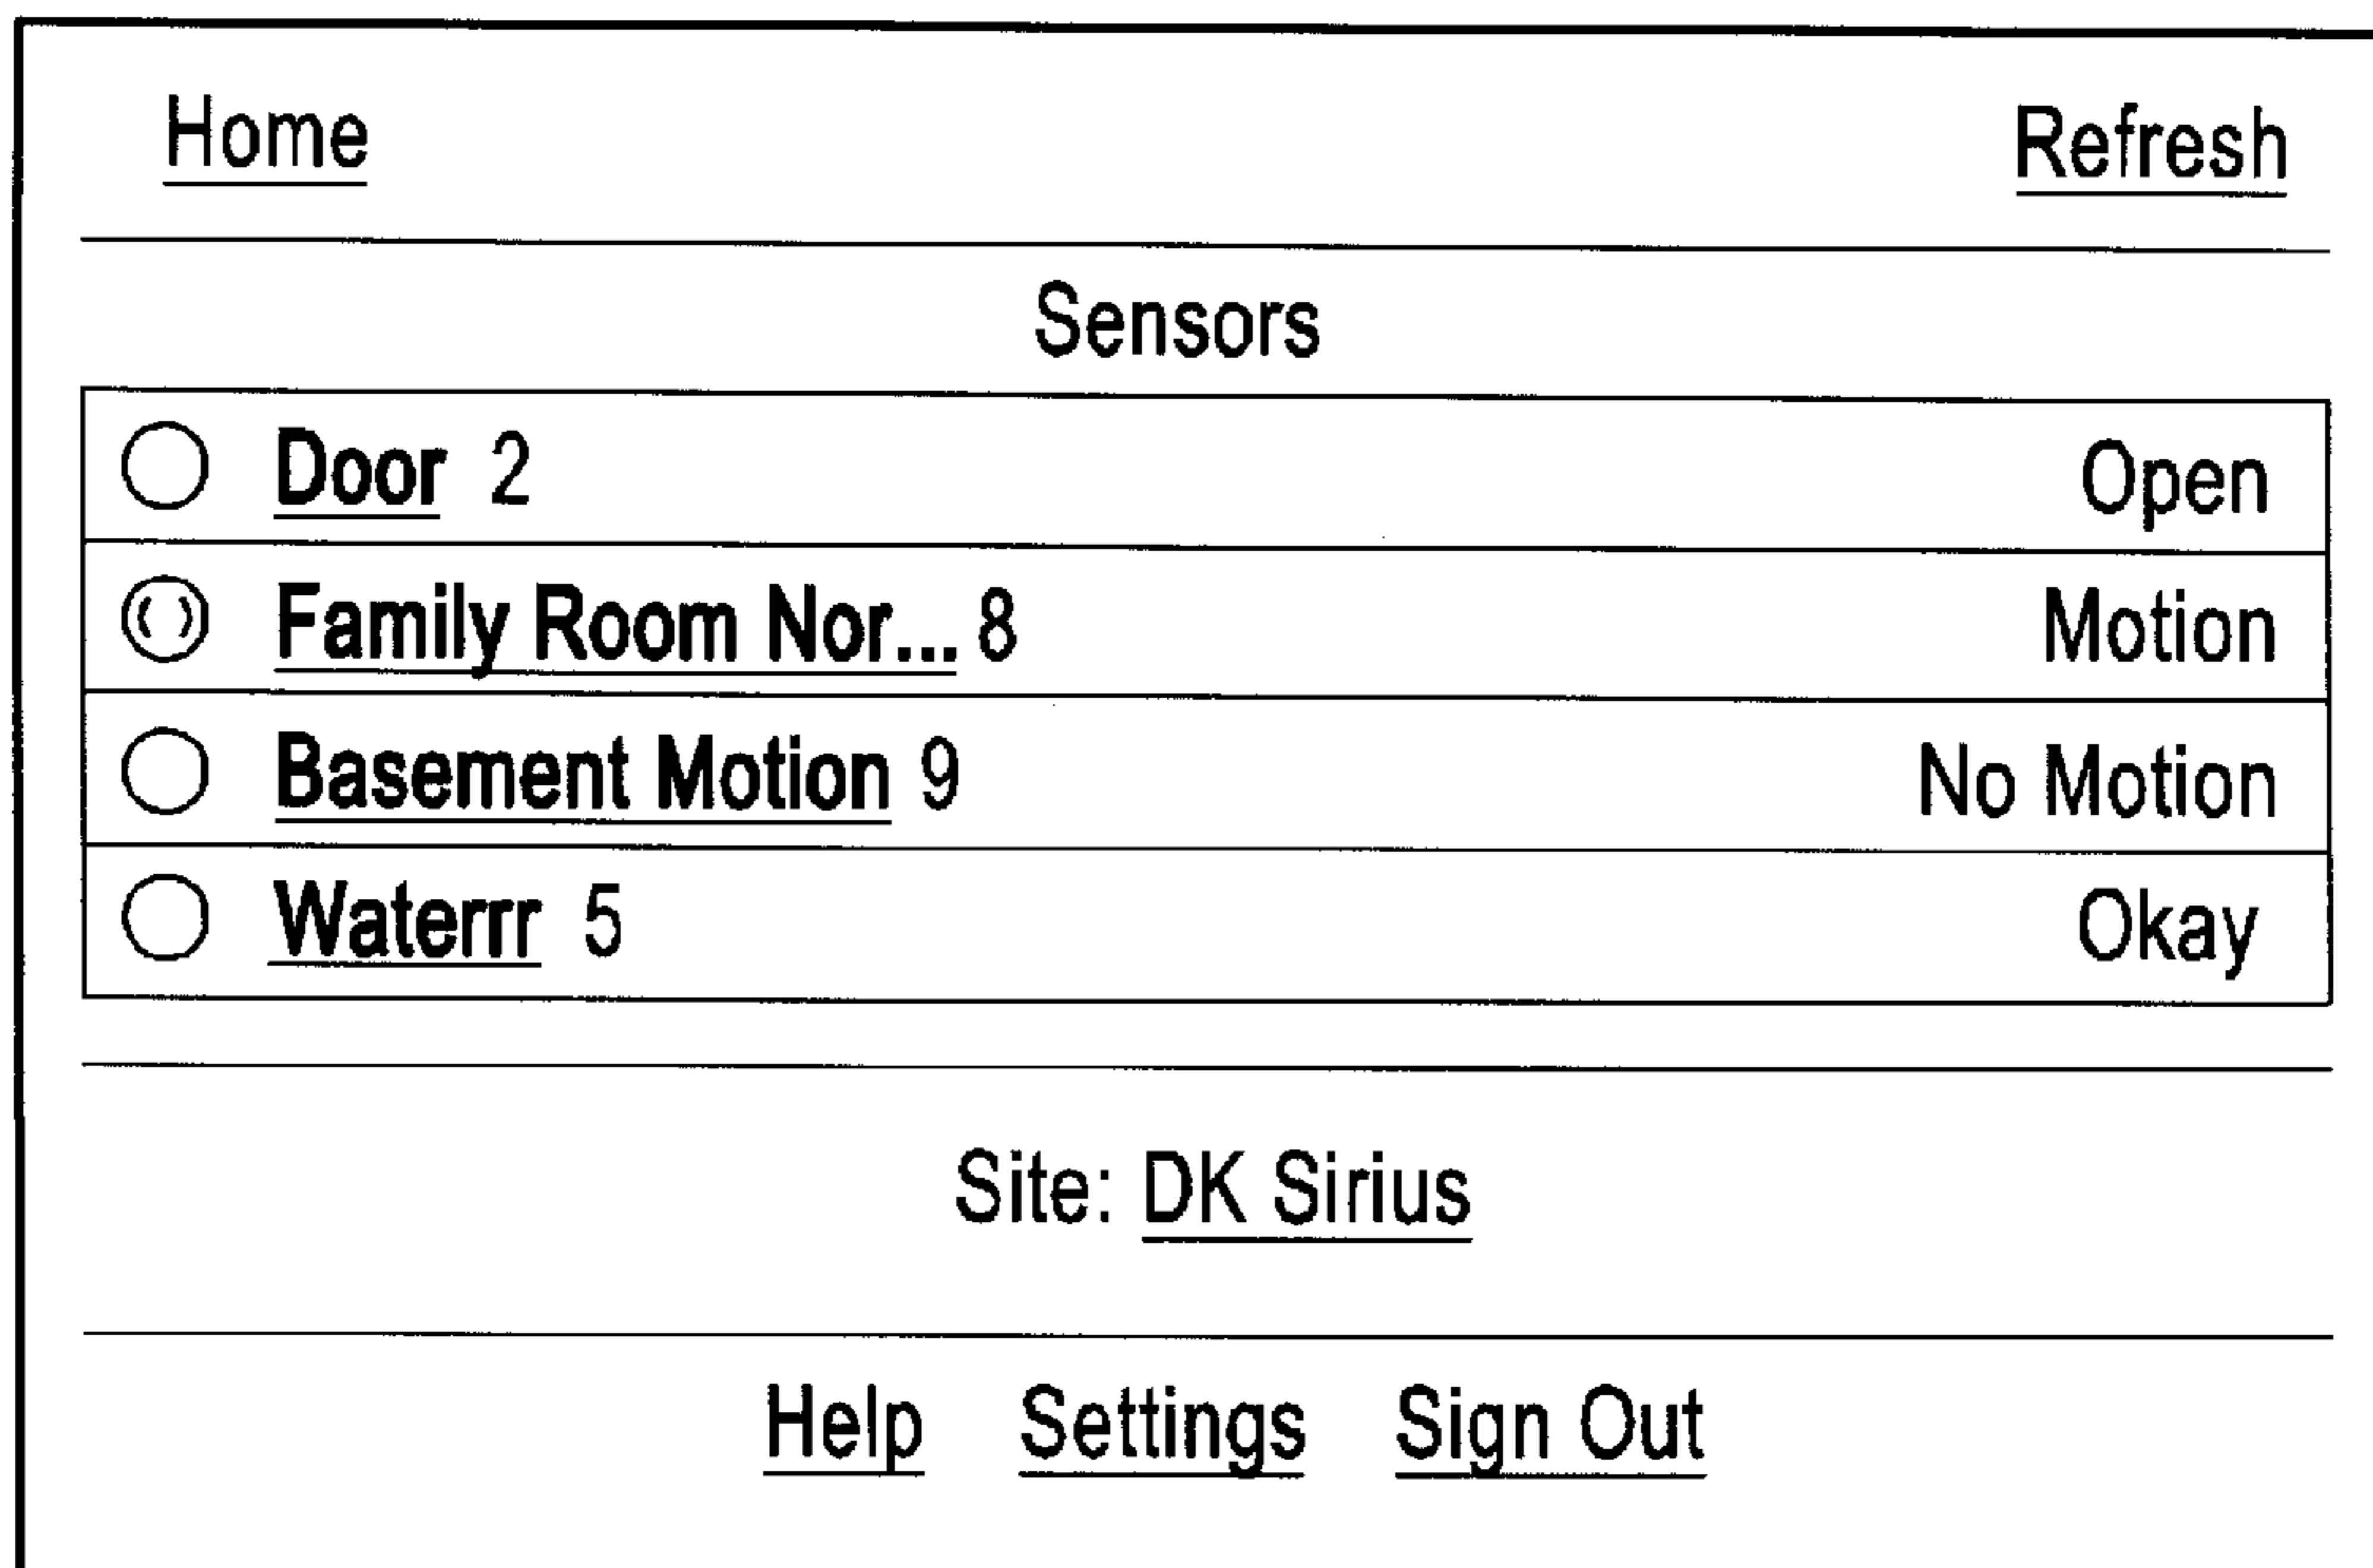 Home Refresh
Sensors
Door 2 Open
Family Room Nor... 8 Motion
Basement Motion 9 No Motion
Waterrr 5 Okay
Site: DK Sirius
Help Settings Sign Out